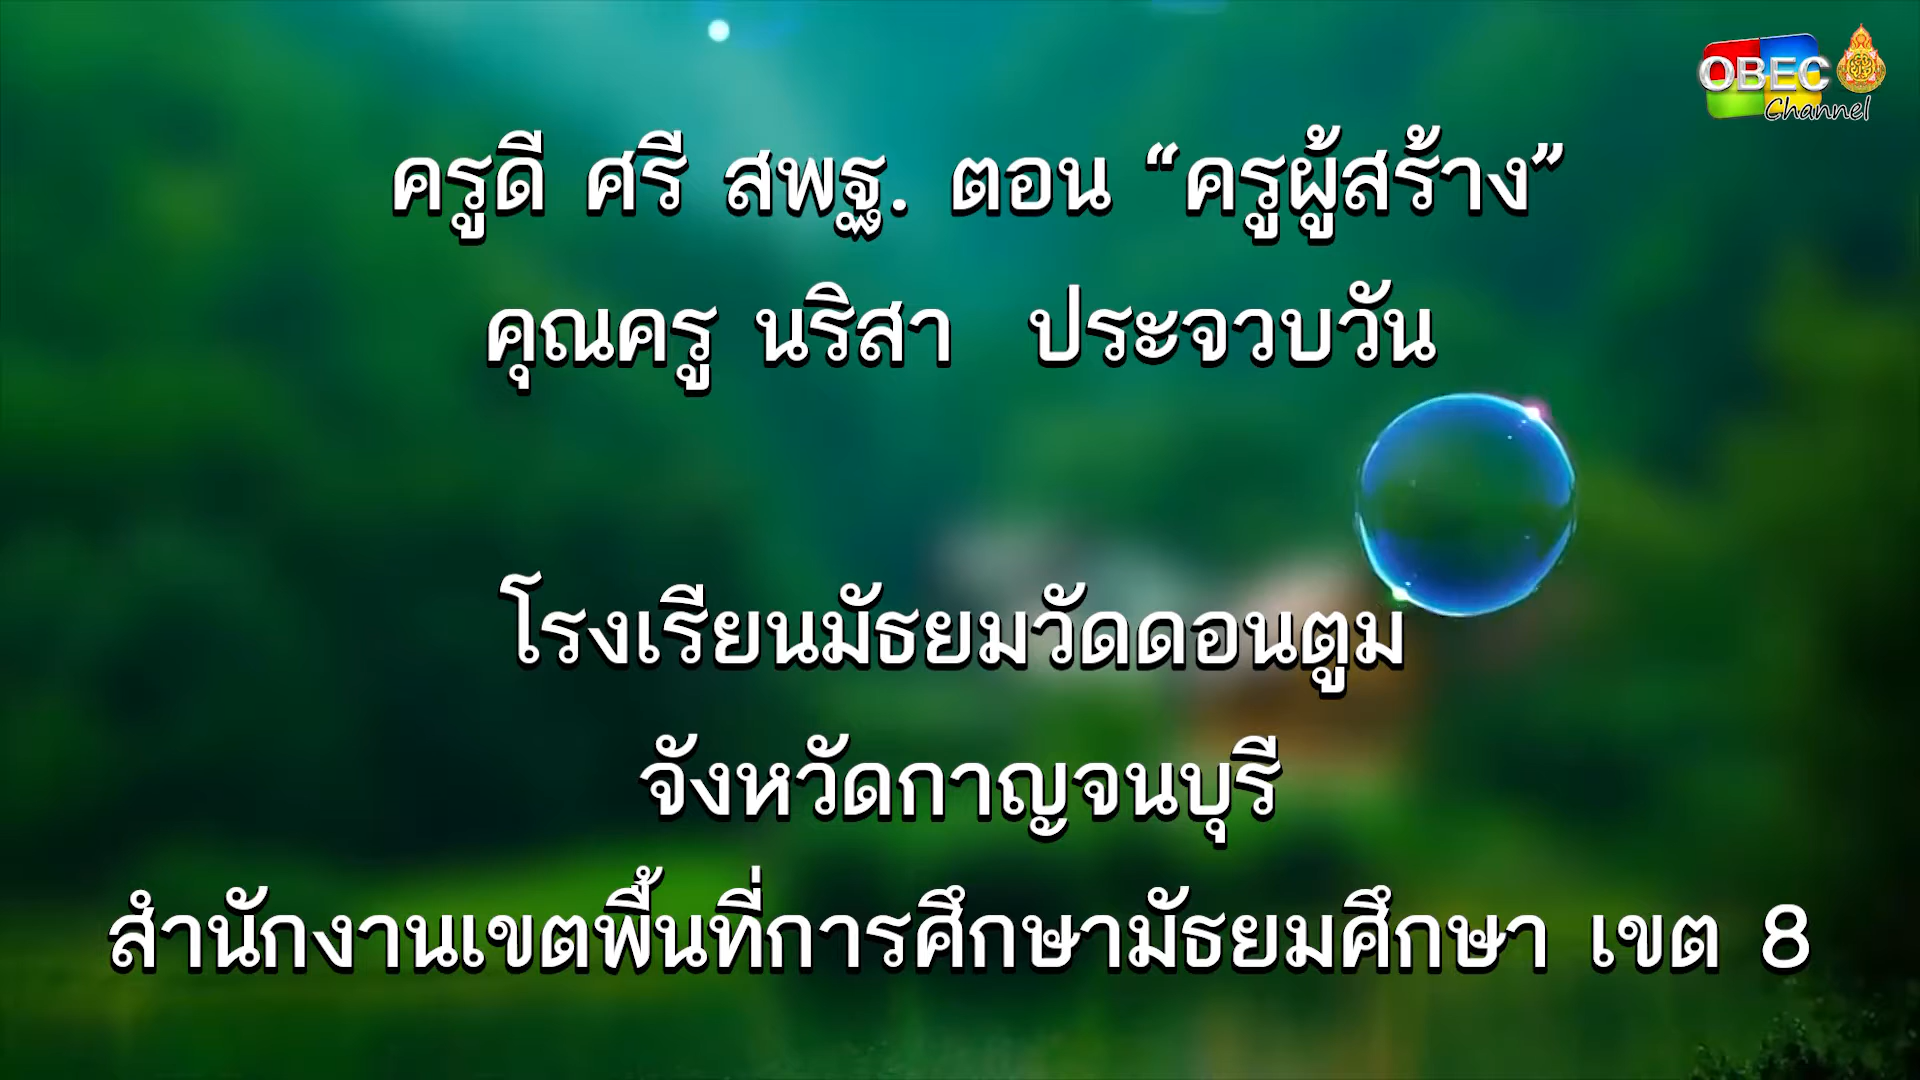 OBEC
Channel
ครูดี ศรี สพฐ. ตอน “ครูผู้สร้าง”
คุณครู นริสา ประจวบวัน
โรงเรียนมัธยมวัดดอนตูม
จังหวัดกาญจนบุรี
สำนักงานเขตพื้นที่การศึกษามัธยมศึกษา เขต 8